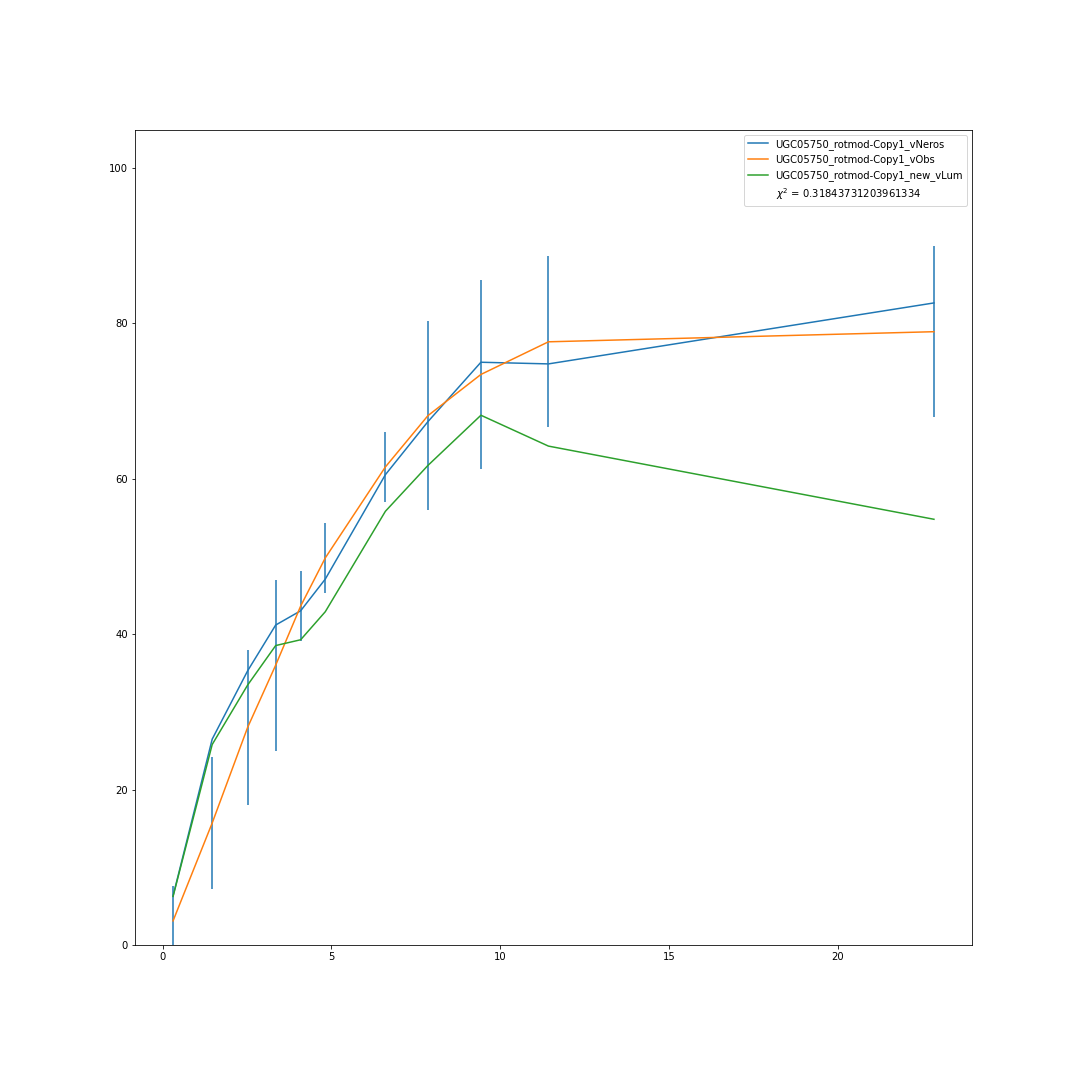 UGC05750_rotmod-Copy1_vNeros
UGC05750_rotmod-Copy1_vObs
UGC05750_rotmod-Copy1_new_vLum
χ² = 0.31843731203961334
100
80
60
40
20
0
0 5 10 15 20